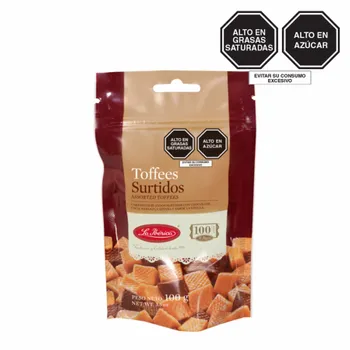 ALTO EN
GRASAS
SATURADAS
ALTO EN
AZÚCAR
EVITAR SU CONSUMO
EXCESIVO
ALTO EN
GRASAS
SATURADAS
ALTO EN
AZÚCAR
Toffees
Surtidos
ASSORTED TOFFEES
La Ibérica
100
PESO NETO 100 g
NET WT.